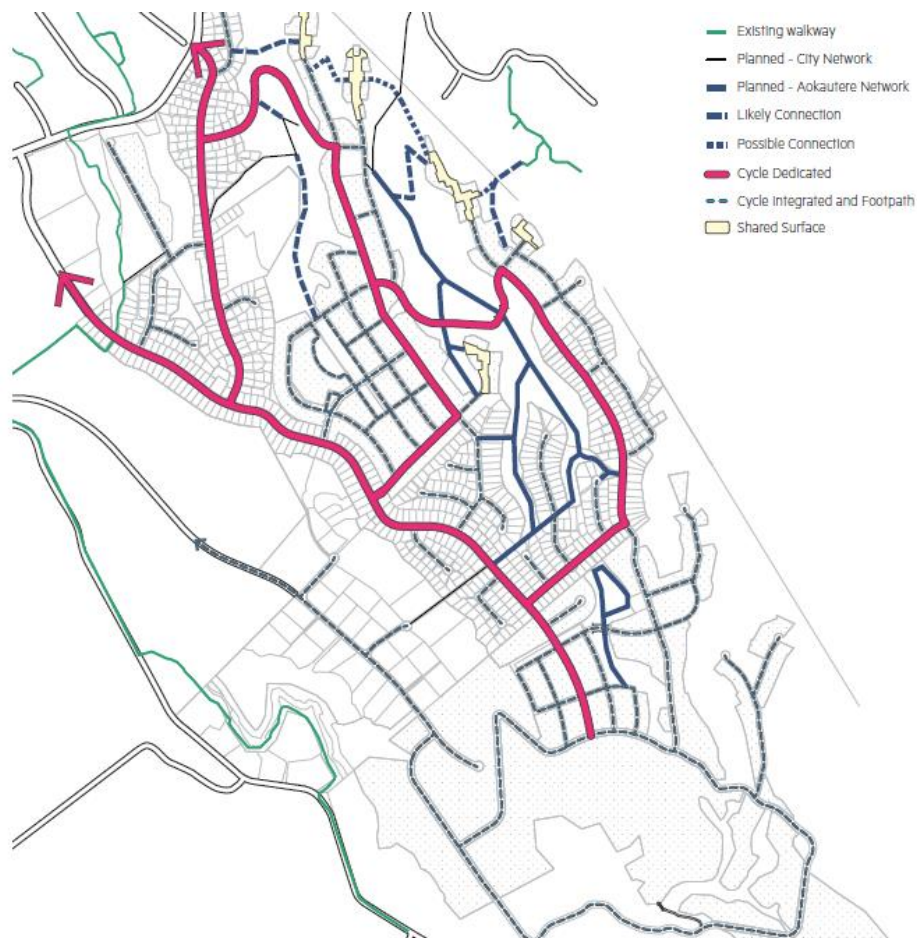 Existing walkway
Planned - City Network
Planned - Aokautere Network
Likely Connection
Possible Connection
Cycle Dedicated
Cycle Integrated and Footpath
Shared Surface